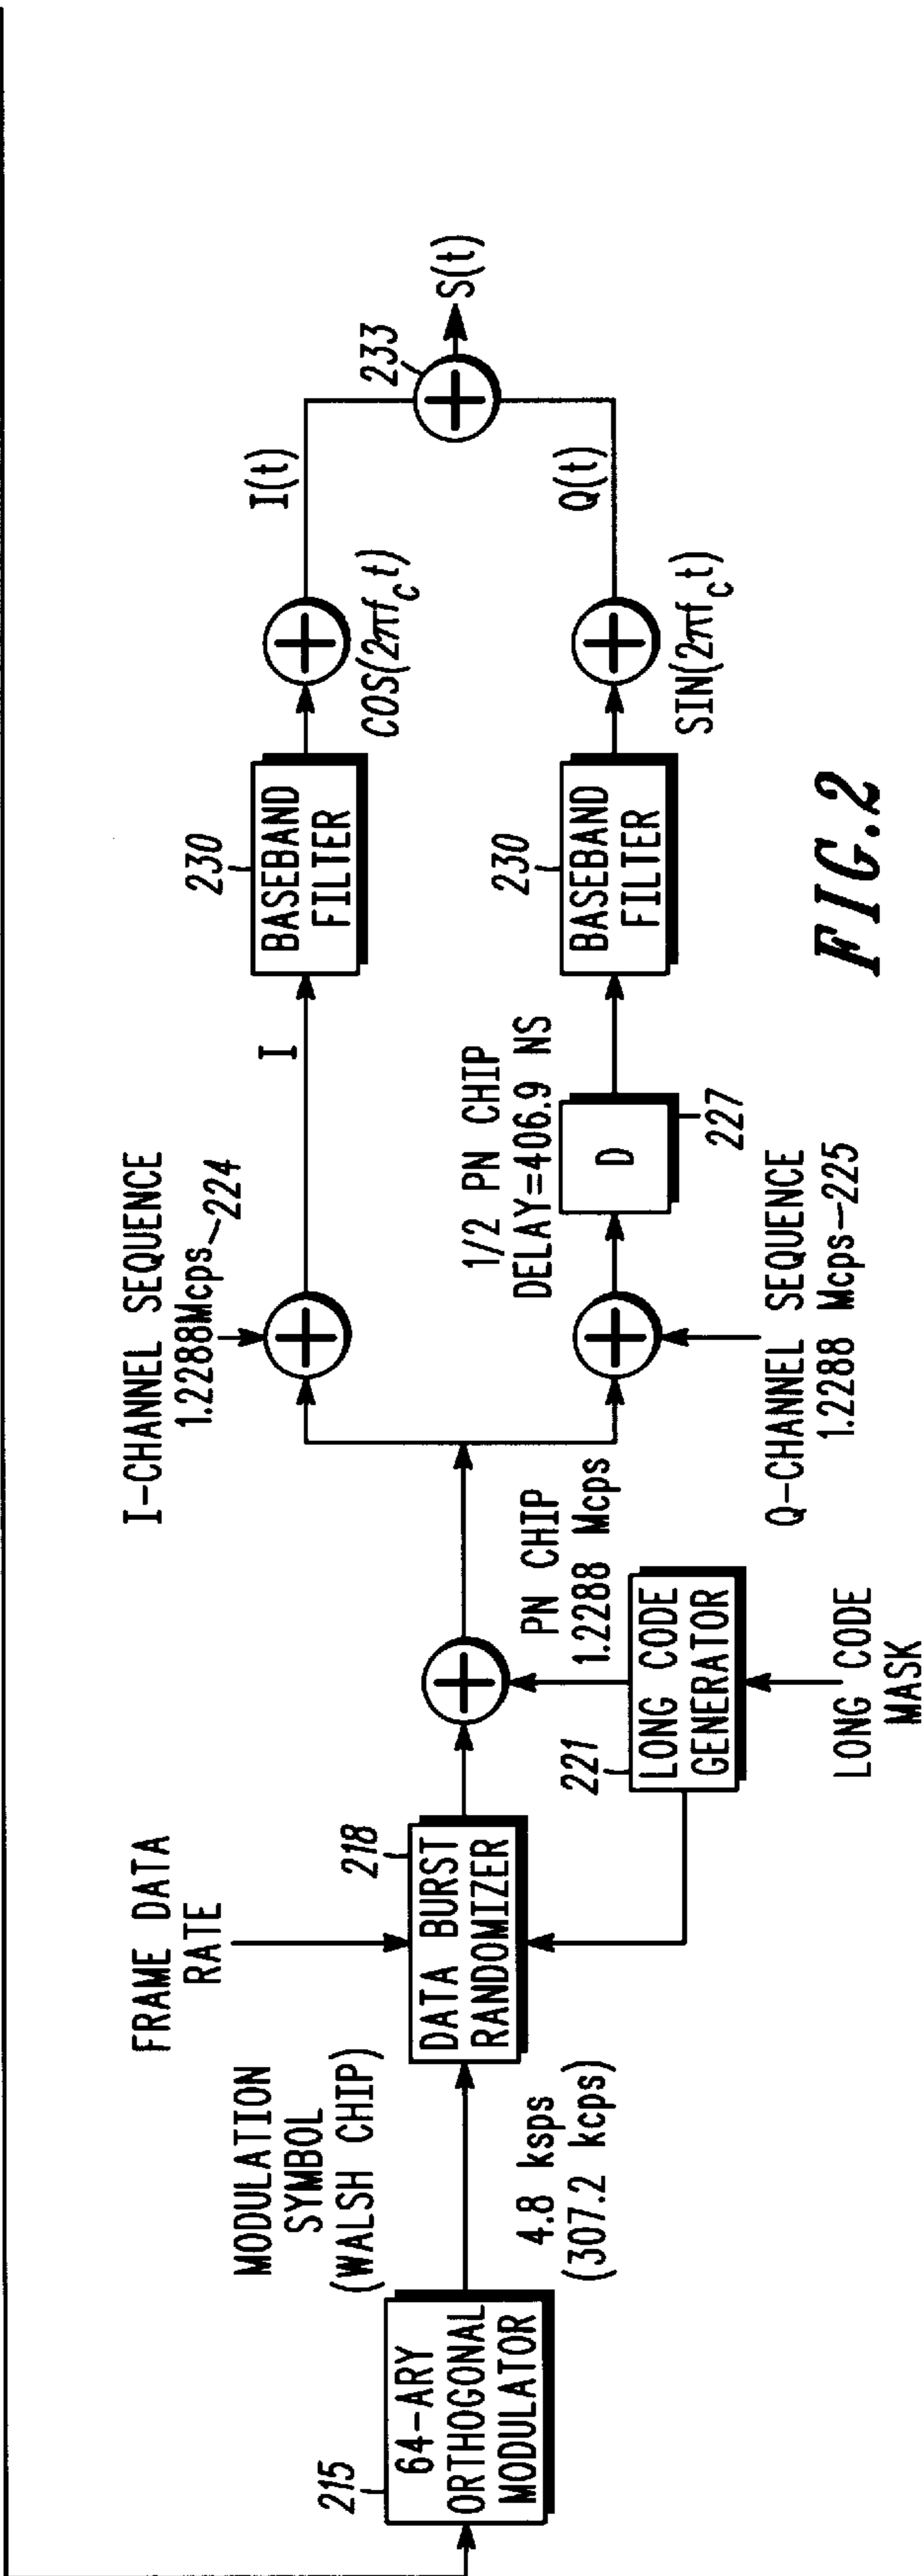 215
64-ARY
ORTHOGONAL
MODULATOR
MODULATION
SYMBOL
(WALSH CHIP)
4.8 ksps
(307.2 kcps)
FRAME DATA
RATE
218
DATA BURST
RANDOMIZER
221
LONG CODE
GENERATOR
LONG CODE
MASK
PN CHIP
1.2288 Mcps
I-CHANNEL SEQUENCE
1.2288Mcps 224
Q-CHANNEL SEQUENCE
1.2288 Mcps 225
I
1/2 PN CHIP
DELAY=406.9 NS
D
227
230
BASEBAND
FILTER
230
BASEBAND
FILTER
COS(2πfct)
SIN(2πfct)
I(t)
Q(t)
233
S(t)
FIG.2